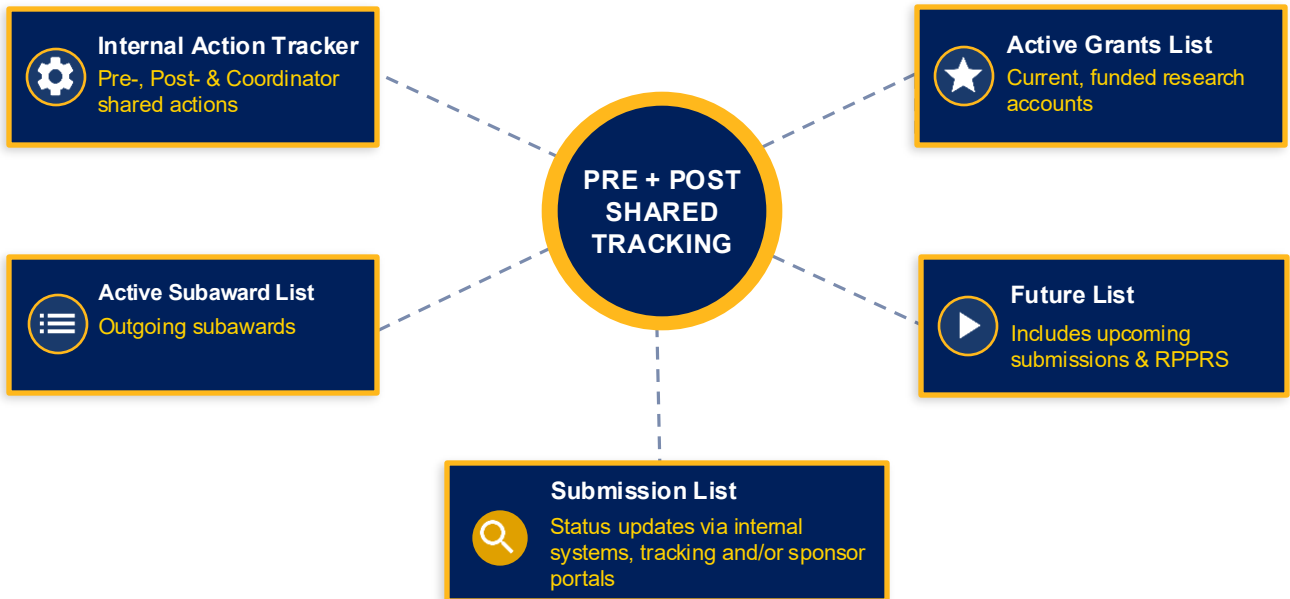 Internal Action Tracker
Pre-, Post- & Coordinator
shared actions
Active Grants List
Current, funded research
accounts
PRE + POST
SHARED
TRACKING
Active Subaward List
Outgoing subawards
Future List
Includes upcoming
submissions & RPPRS
Submission List
Status updates via internal
systems, tracking and/or sponsor
portals